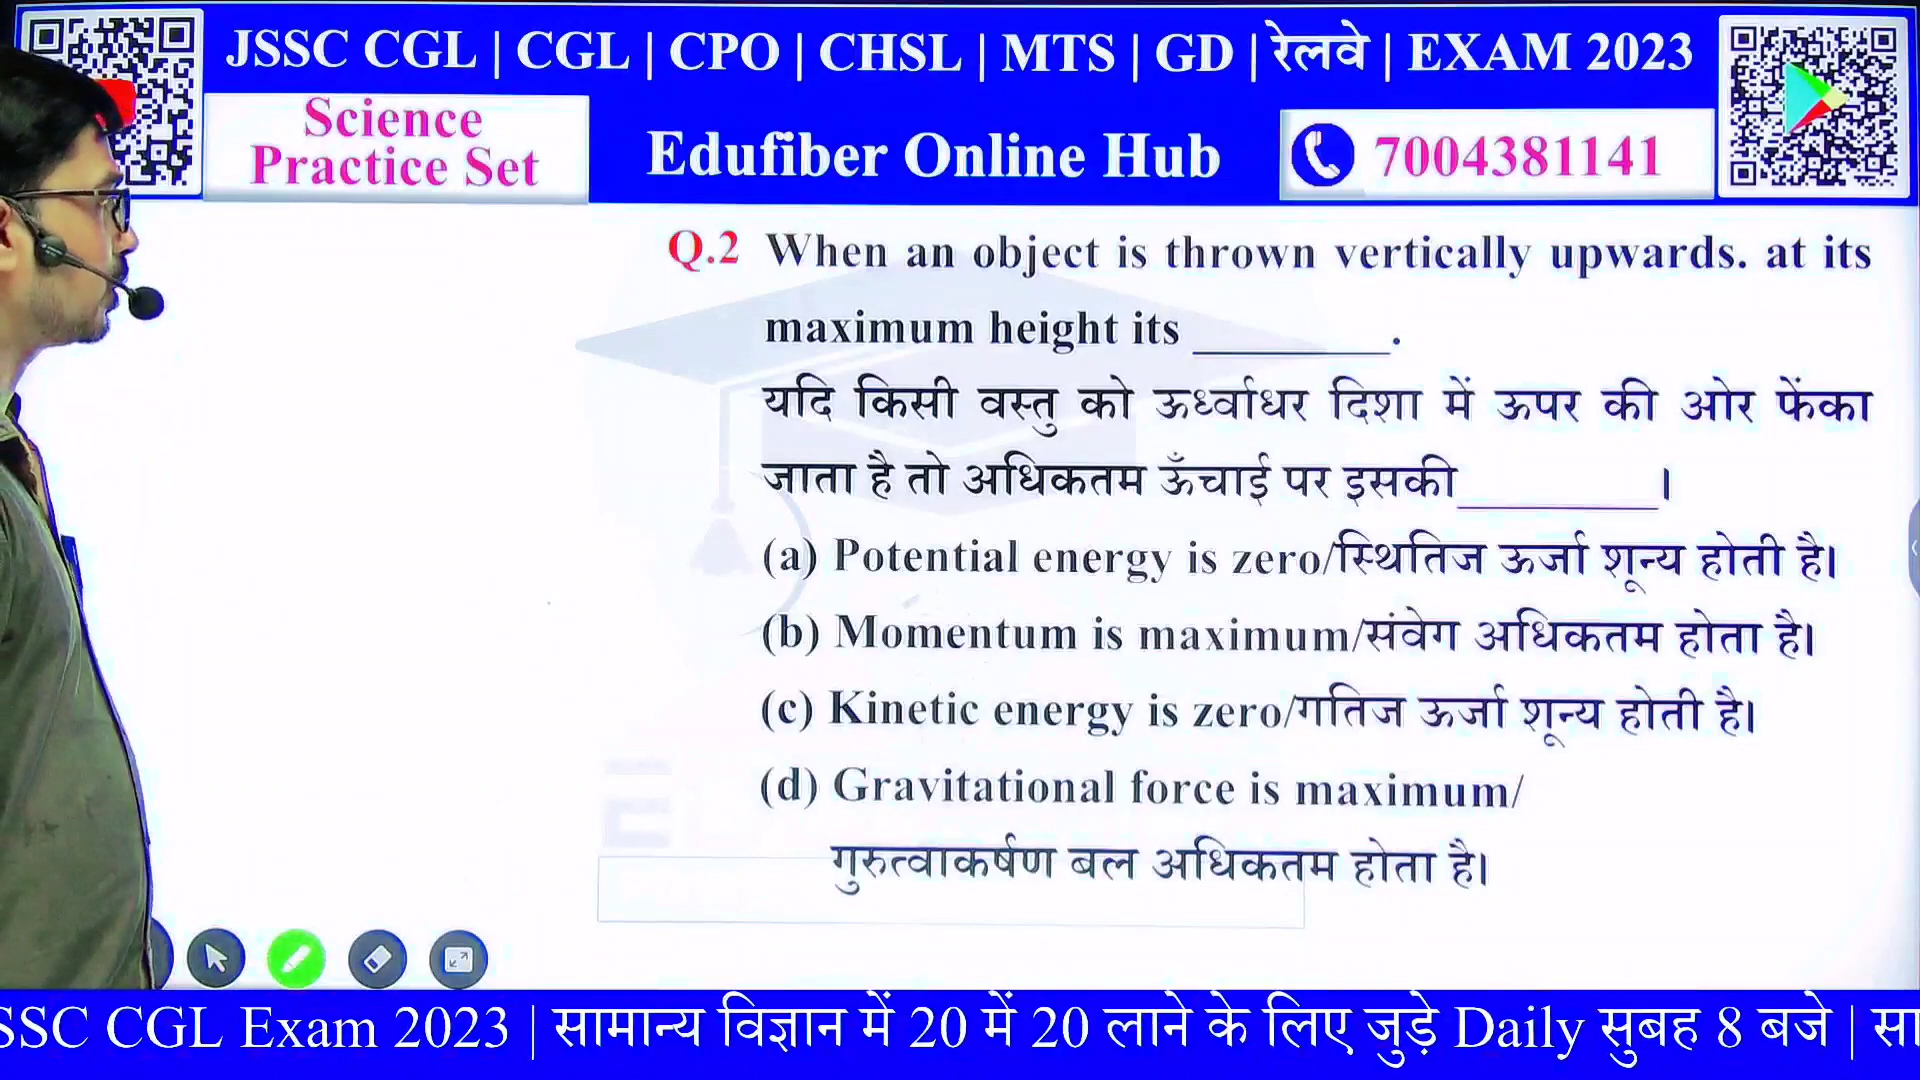 JSSC CGL | CGL | CPO | CHSL | MTS | GD | रेलवे | EXAM 2023
Science
Practice Set
Edufiber Online Hub
7004381141
Q.2 When an object is thrown vertically upwards. at its
maximum height its ________.
यदि किसी वस्तु को ऊर्ध्वाधर दिशा में ऊपर की ओर फेंका
जाता है तो अधिकतम ऊँचाई पर इसकी________।
(a) Potential energy is zero/स्थितिज ऊर्जा शून्य होती है।
(b) Momentum is maximum/संवेग अधिकतम होता है।
(c) Kinetic energy is zero/गतिज ऊर्जा शून्य होती है।
(d) Gravitational force is maximum/
गुरुत्वाकर्षण बल अधिकतम होता है।
SSC CGL Exam 2023 | सामान्य विज्ञान में 20 में 20 लाने के लिए जुड़े Daily सुबह 8 बजे | सा